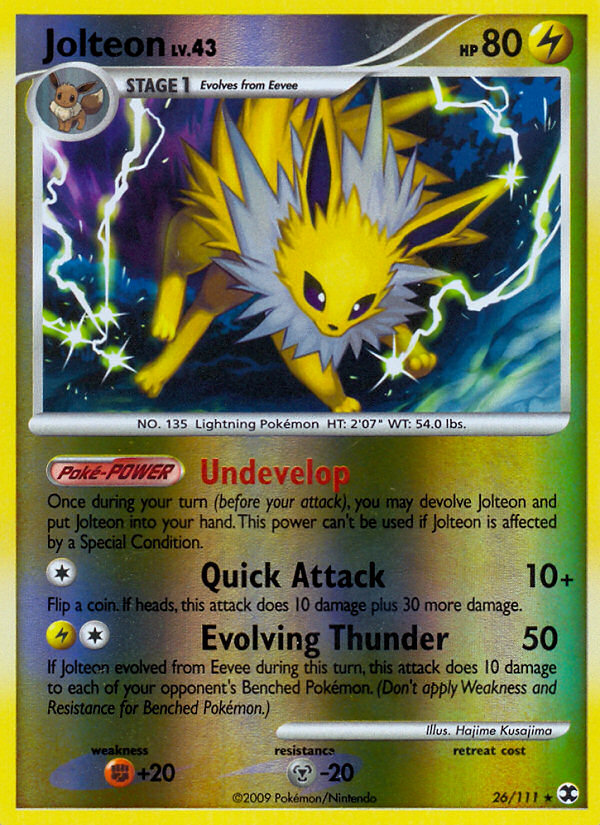 Jolteon LV.43 HP 80
STAGE 1 Evolves from Eevee
NO. 135 Lightning Pokémon HT: 2'07" WT: 54.0 lbs.
Poké-POWER Undevelop
Once during your turn (before your attack), you may devolve Jolteon and
put Jolteon into your hand. This power can't be used if Jolteon is affected
by a Special Condition.
Quick Attack 10+
Flip a coin. If heads, this attack does 10 damage plus 30 more damage.
Evolving Thunder 50
If Jolteon evolved from Eevee during this turn, this attack does 10 damage
to each of your opponent's Benched Pokémon. (Don't apply Weakness and
Resistance for Benched Pokémon.)
Illus. Hajime Kusajima
weakness resistance retreat cost
+20 -20
©2009 Pokémon/Nintendo 26/111 ★